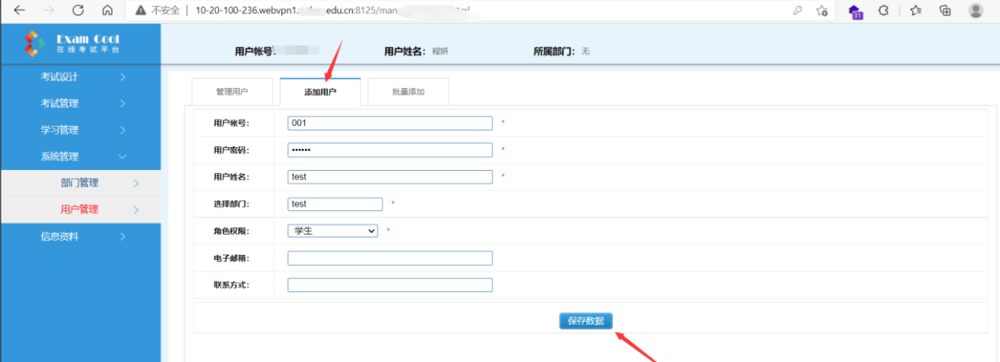 不安全 | 10-20-100-236.webvpn1. edu.cn:8125/man
31
Exam Cool
在线考试平台
用户帐号:
用户姓名: 程妍
所属部门: 无
考试设计
考试管理
学习管理
系统管理
部门管理
用户管理
信息资料
管理用户
添加用户
批量添加
用户帐号: 001 *
用户密码: •••••• *
用户姓名: test *
选择部门: test *
角色权限: 学生 *
电子邮箱:
联系方式:
保存数据